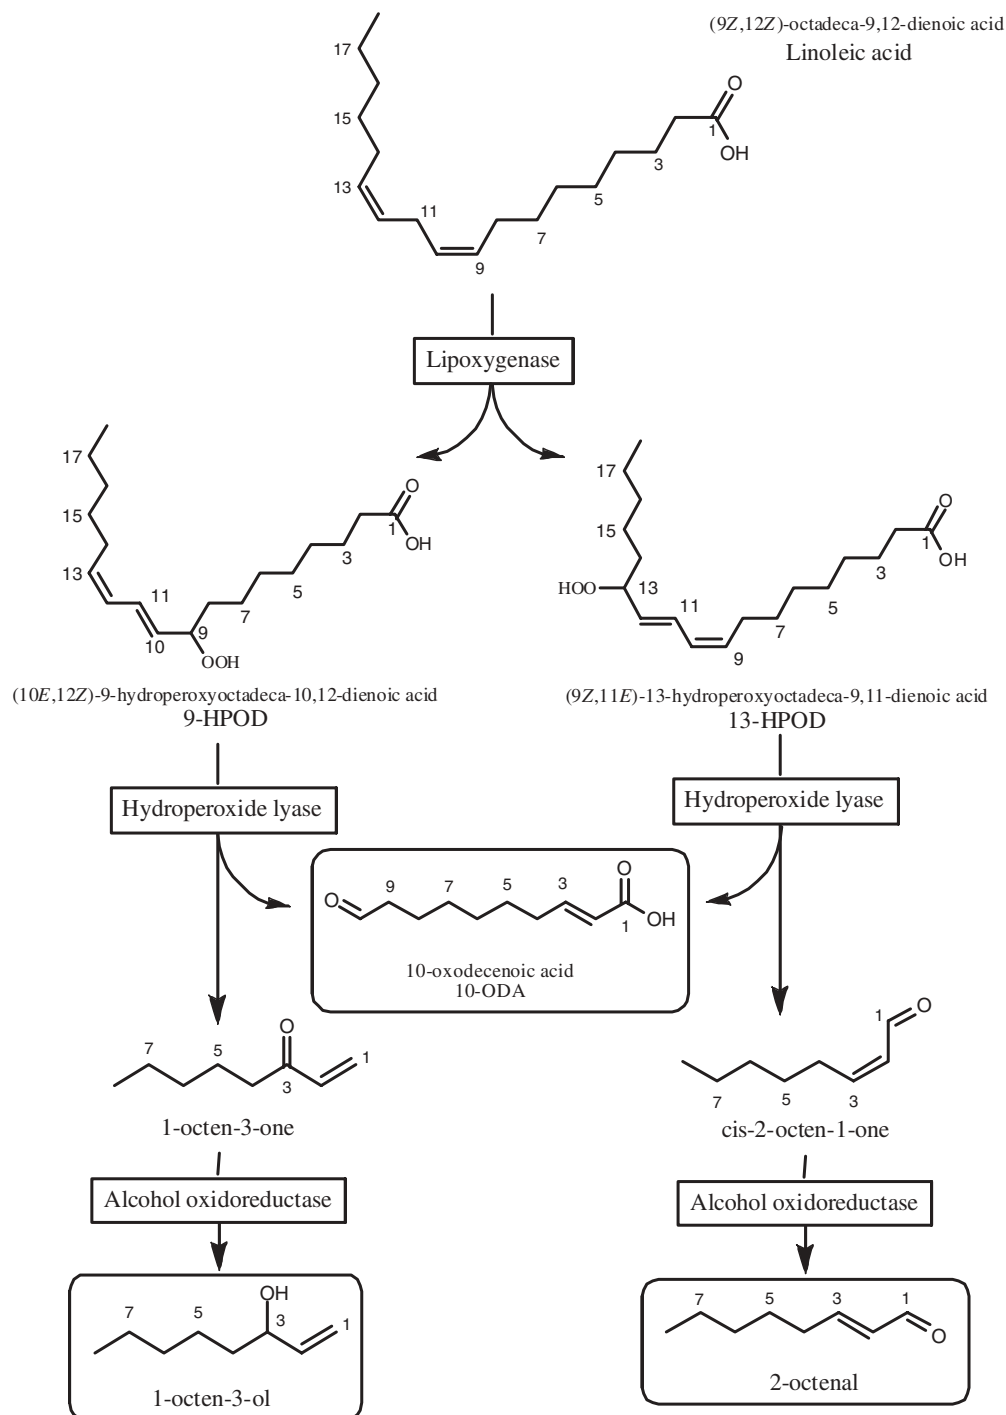 (9Z,12Z)-octadeca-9,12-dienoic acid
Linoleic acid
17
15
13
11
9
7
5
3
1
O
OH
Lipoxygenase
17
15
13
11
10
9
OOH
7
5
3
1
O
OH
17
15
HOO
13
11
9
7
5
3
1
O
OH
(10E,12Z)-9-hydroperoxyoctadeca-10,12-dienoic acid
9-HPOD
(9Z,11E)-13-hydroperoxyoctadeca-9,11-dienoic acid
13-HPOD
Hydroperoxide lyase
Hydroperoxide lyase
O
9
7
5
3
1
O
OH
10-oxodecenoic acid
10-ODA
O
7
5
3
1
1-octen-3-one
1
O
7
5
3
cis-2-octen-1-one
Alcohol oxidoreductase
Alcohol oxidoreductase
OH
7
5
3
1
1-octen-3-ol
7
5
3
1
O
2-octenal